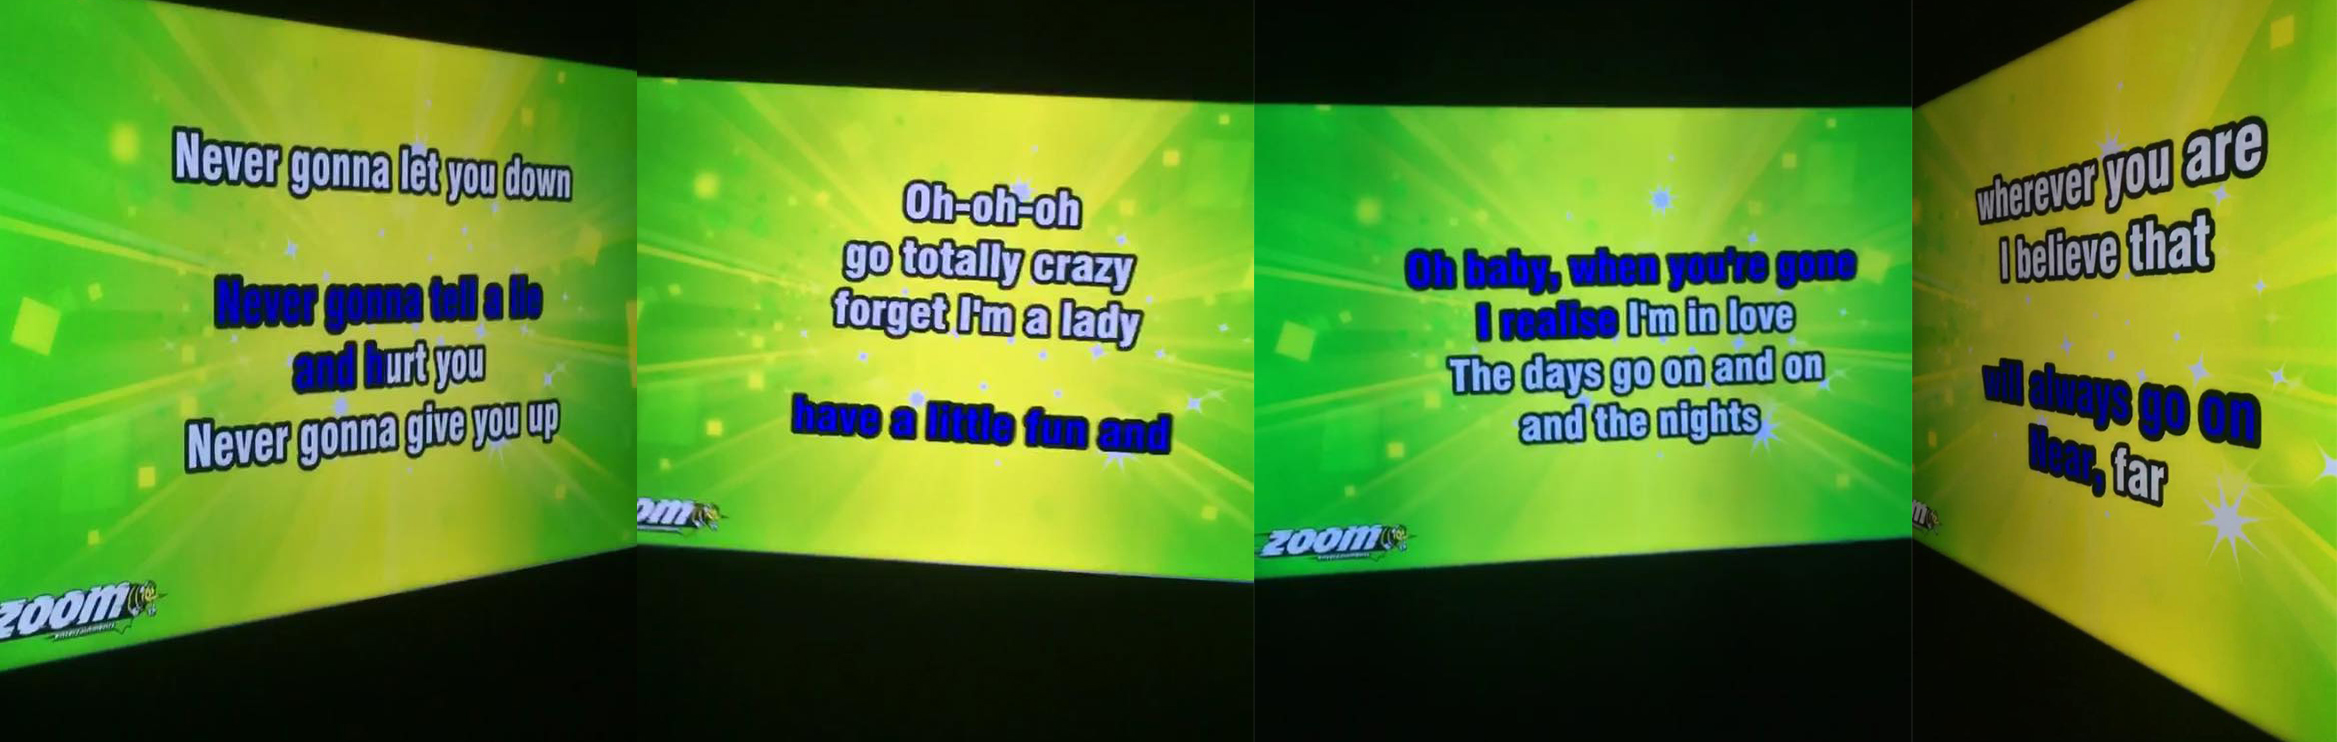 Never gonna let you down
Never gonna tell a lie
and hurt you
Never gonna give you up
zoom
entertainments
Oh-oh-oh
go totally crazy
forget I'm a lady
have a little fun and
om
Oh baby, when you're gone
I realise I'm in love
The days go on and on
and the nights
zoom
entertainments
wherever you are
I believe that
will always go on
Near, far
m